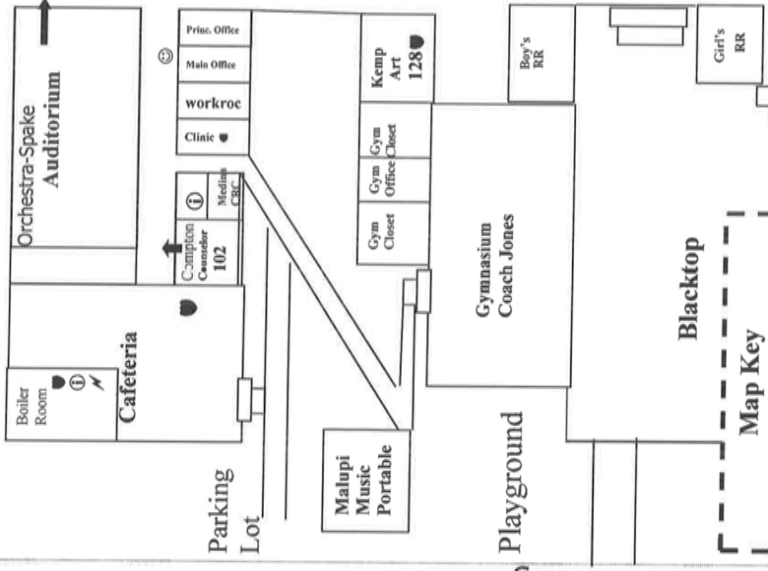 Orchestra-Spake
Auditorium
Princ. Office
Main Office
workroc
Clinic
Medina
CRC
Compton
Counselor
102
Cafeteria
Boiler
Room
Parking
Lot
Malupi
Music
Portable
Kemp
Art
128
Gym
Closet
Gym
Office
Gym
Closet
Gymnasium
Coach Jones
Boy's
RR
Girl's
RR
Blacktop
Playground
Map Key